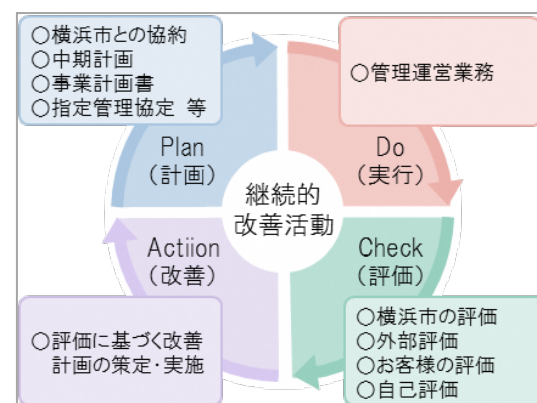 ○横浜市との協約
○中期計画
○事業計画書
○指定管理協定 等
○管理運営業務
Plan
(計画)
Do
(実行)
継続的
改善活動
Actiion
(改善)
Check
(評価)
○評価に基づく改善
計画の策定・実施
○横浜市の評価
○外部評価
○お客様の評価
○自己評価